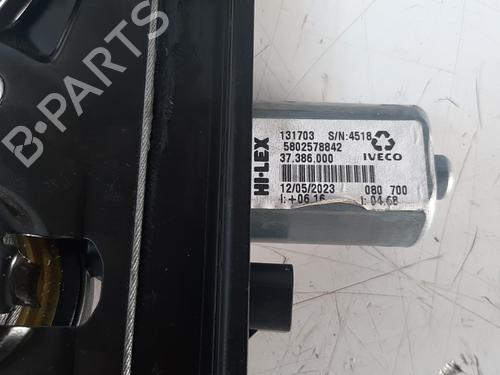 B-PARTS
HI-LEX
131703 S/N:4518
5802578842
37.386.000
IVECO
12/05/2023 080 700
I:+06.16 I:04.68